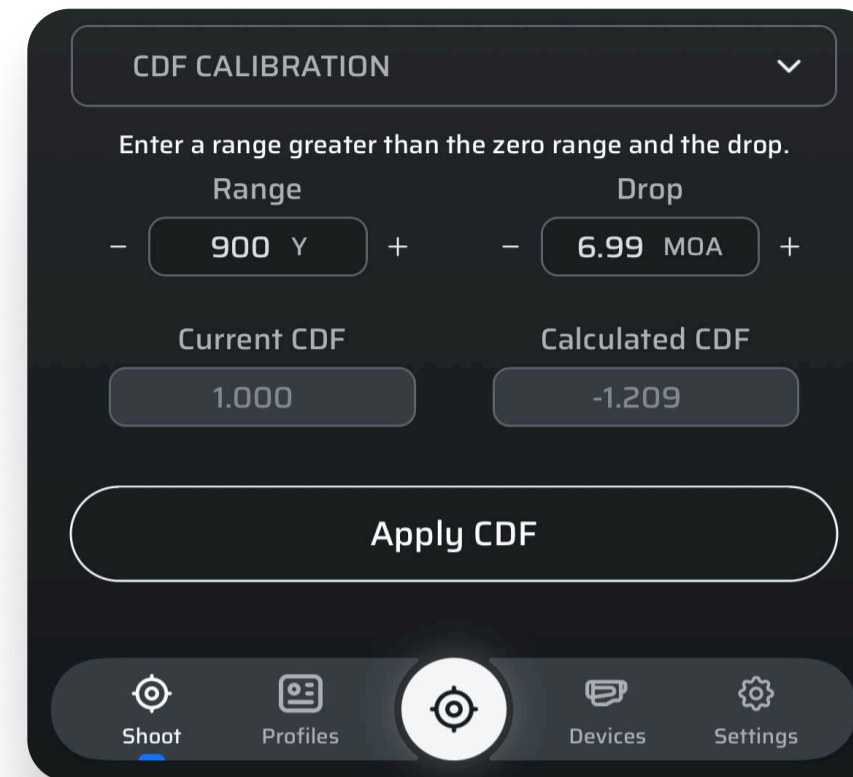 CDF CALIBRATION
Enter a range greater than the zero range and the drop.
Range Drop
− 900 Y + − 6.99 MOA +
Current CDF Calculated CDF
1.000 -1.209
Apply CDF
Shoot Profiles Devices Settings